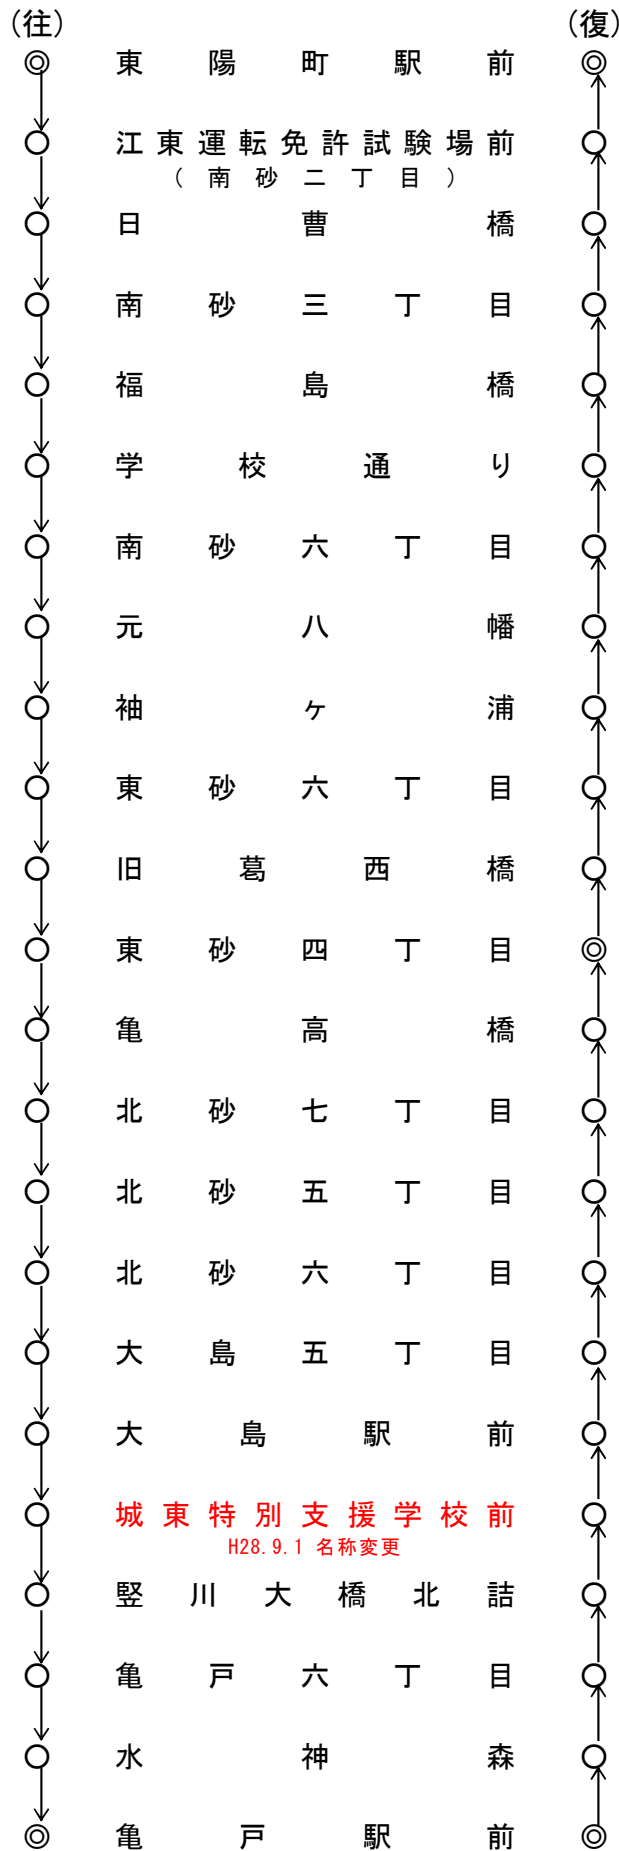 (往) (復)
東陽町駅前
江東運転免許試験場前
(南砂二丁目)
日曹橋
南砂三丁目
福島橋
学校通り
南砂六丁目
元八幡
袖ヶ浦
東砂六丁目
旧葛西橋
東砂四丁目
亀高橋
北砂七丁目
北砂五丁目
北砂六丁目
大島五丁目
大島駅前
城東特別支援学校前
H28.9.1 名称変更
竪川大橋北詰
亀戸六丁目
水神森
亀戸駅前